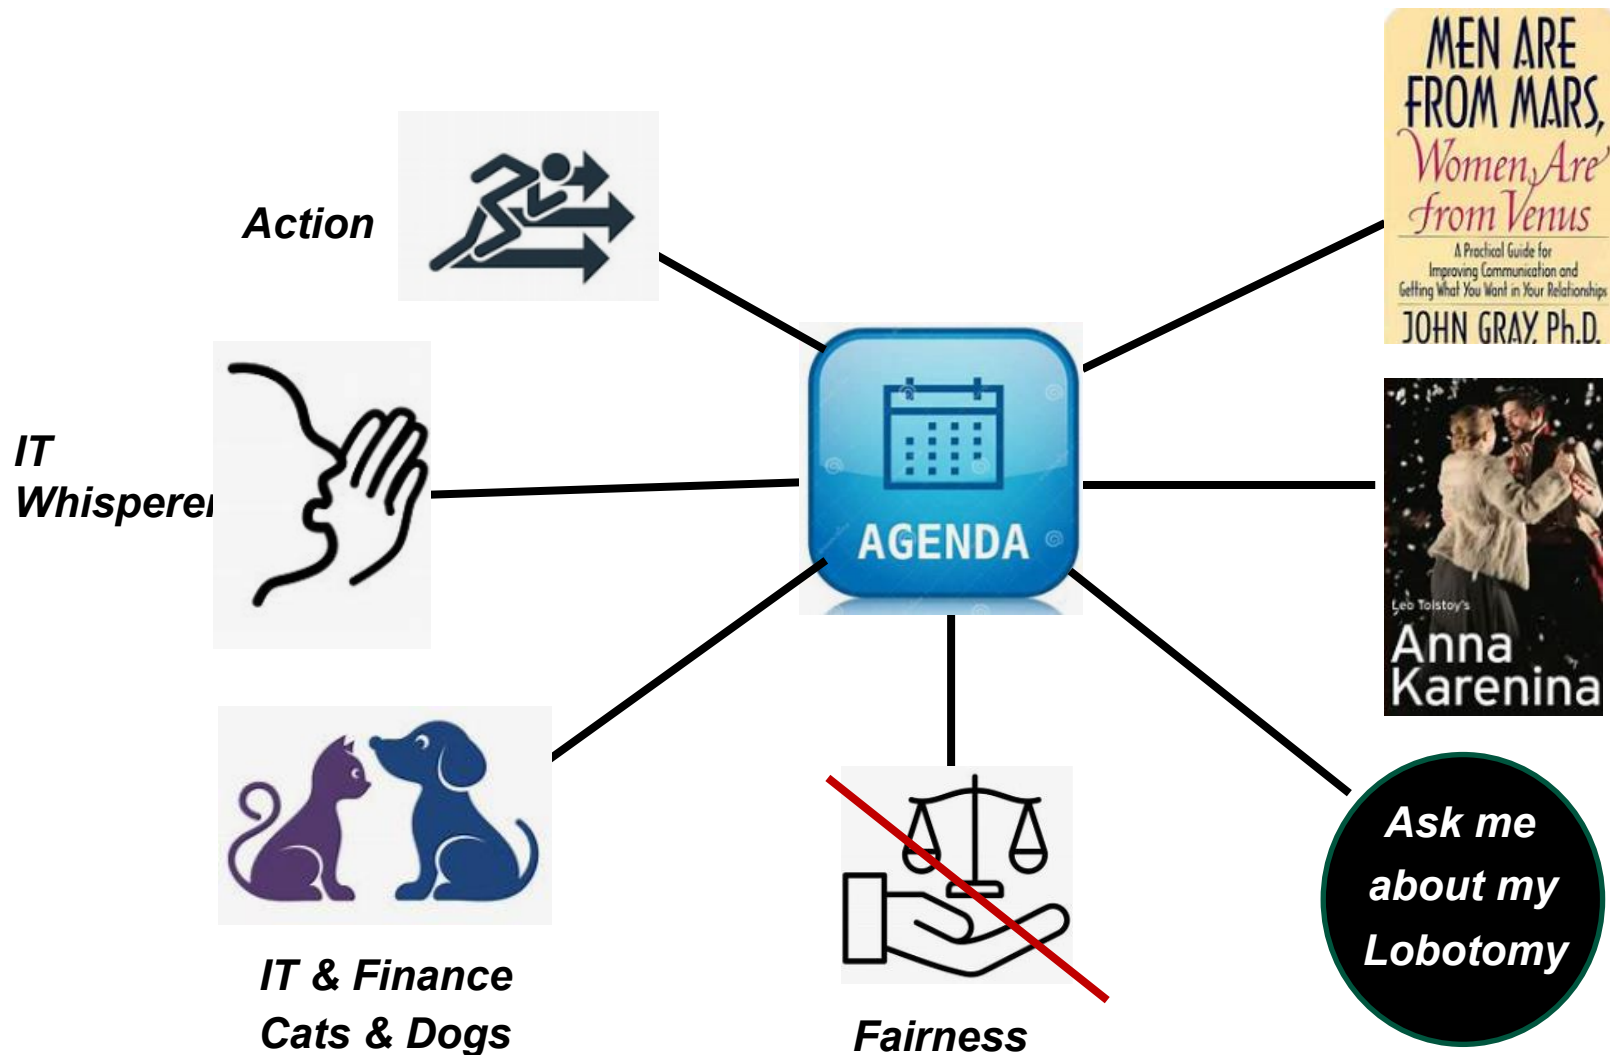 MEN ARE
FROM MARS,
Women Are
from Venus
A Practical Guide for
Improving Communication and
Getting What You Want in Your Relationships
JOHN GRAY, Ph.D.
Action
IT
Whisperer
AGENDA
Leo Tolstoy's
Anna
Karenina
Ask me
about my
Lobotomy
IT & Finance
Cats & Dogs
Fairness